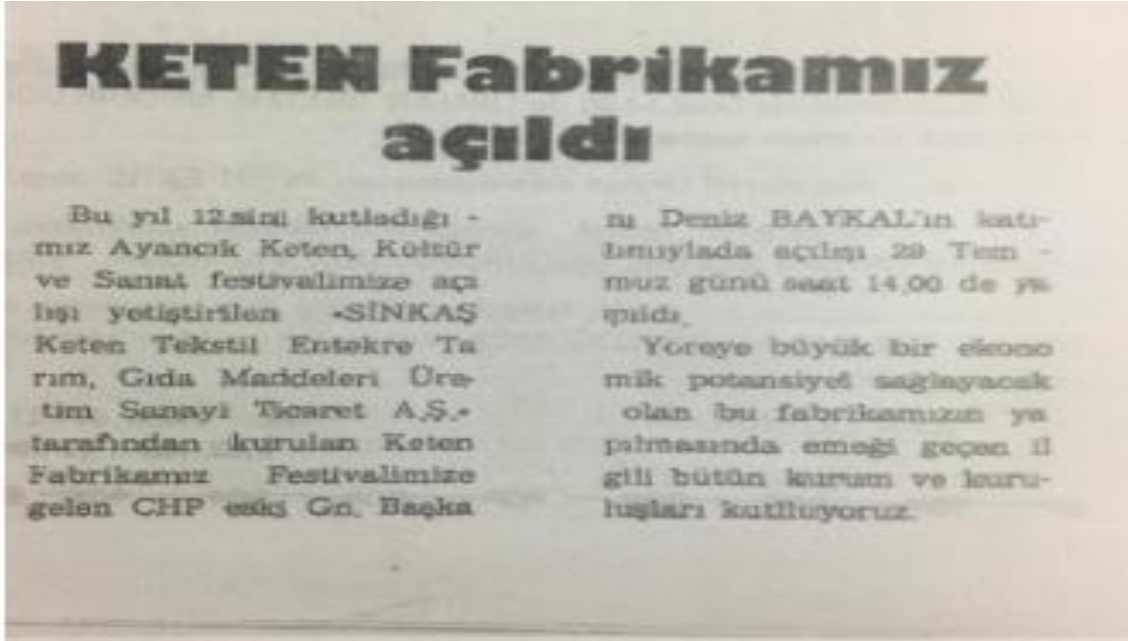 KETEN Fabrikamız
açıldı
Bu yıl 12.sini kutladığı -
mız Ayancık Keten, Kültür
ve Sanat festivalimize açı
lışı yetiştirilen -SİNKAŞ
Keten Tekstil Entekre Ta
rım, Gıda Maddeleri Üre-
tim Sanayi Ticaret A.Ş.-
tarafından kurulan Keten
Fabrikamız Festivalimize
gelen CHP eski Gn. Başka
nı Deniz BAYKAL'ın katı-
lımıylada açılışı 29 Tem -
muz günü saat 14.00 de ya
pıldı.
Yöreye büyük bir ekono
mik potansiyel sağlayacak
olan bu fabrikamızın ya
pılmasında emeği geçen il
gili bütün kurum ve kuru-
luşları kutluyoruz.